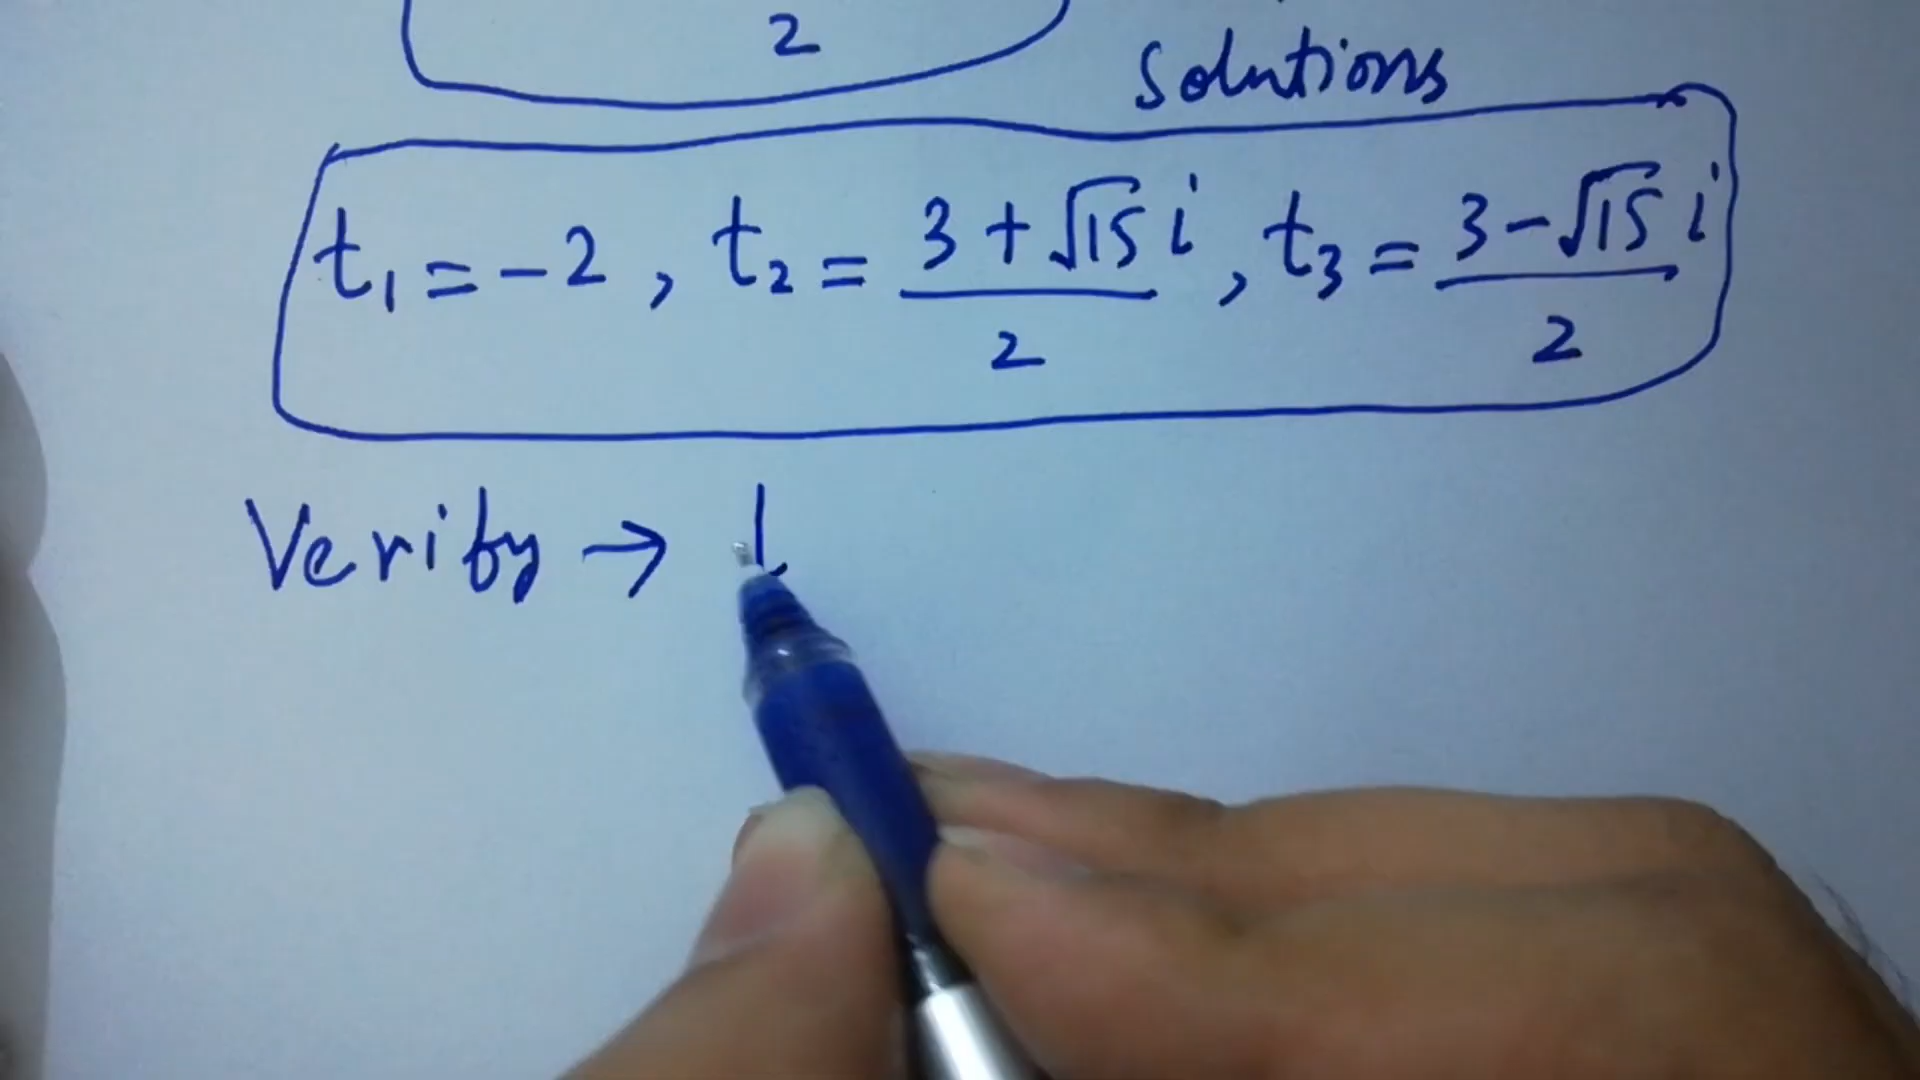 2
Solutions
t₁ = -2 , t₂ = (3 + √15 i)/2 , t₃ = (3 - √15 i)/2
Verify →